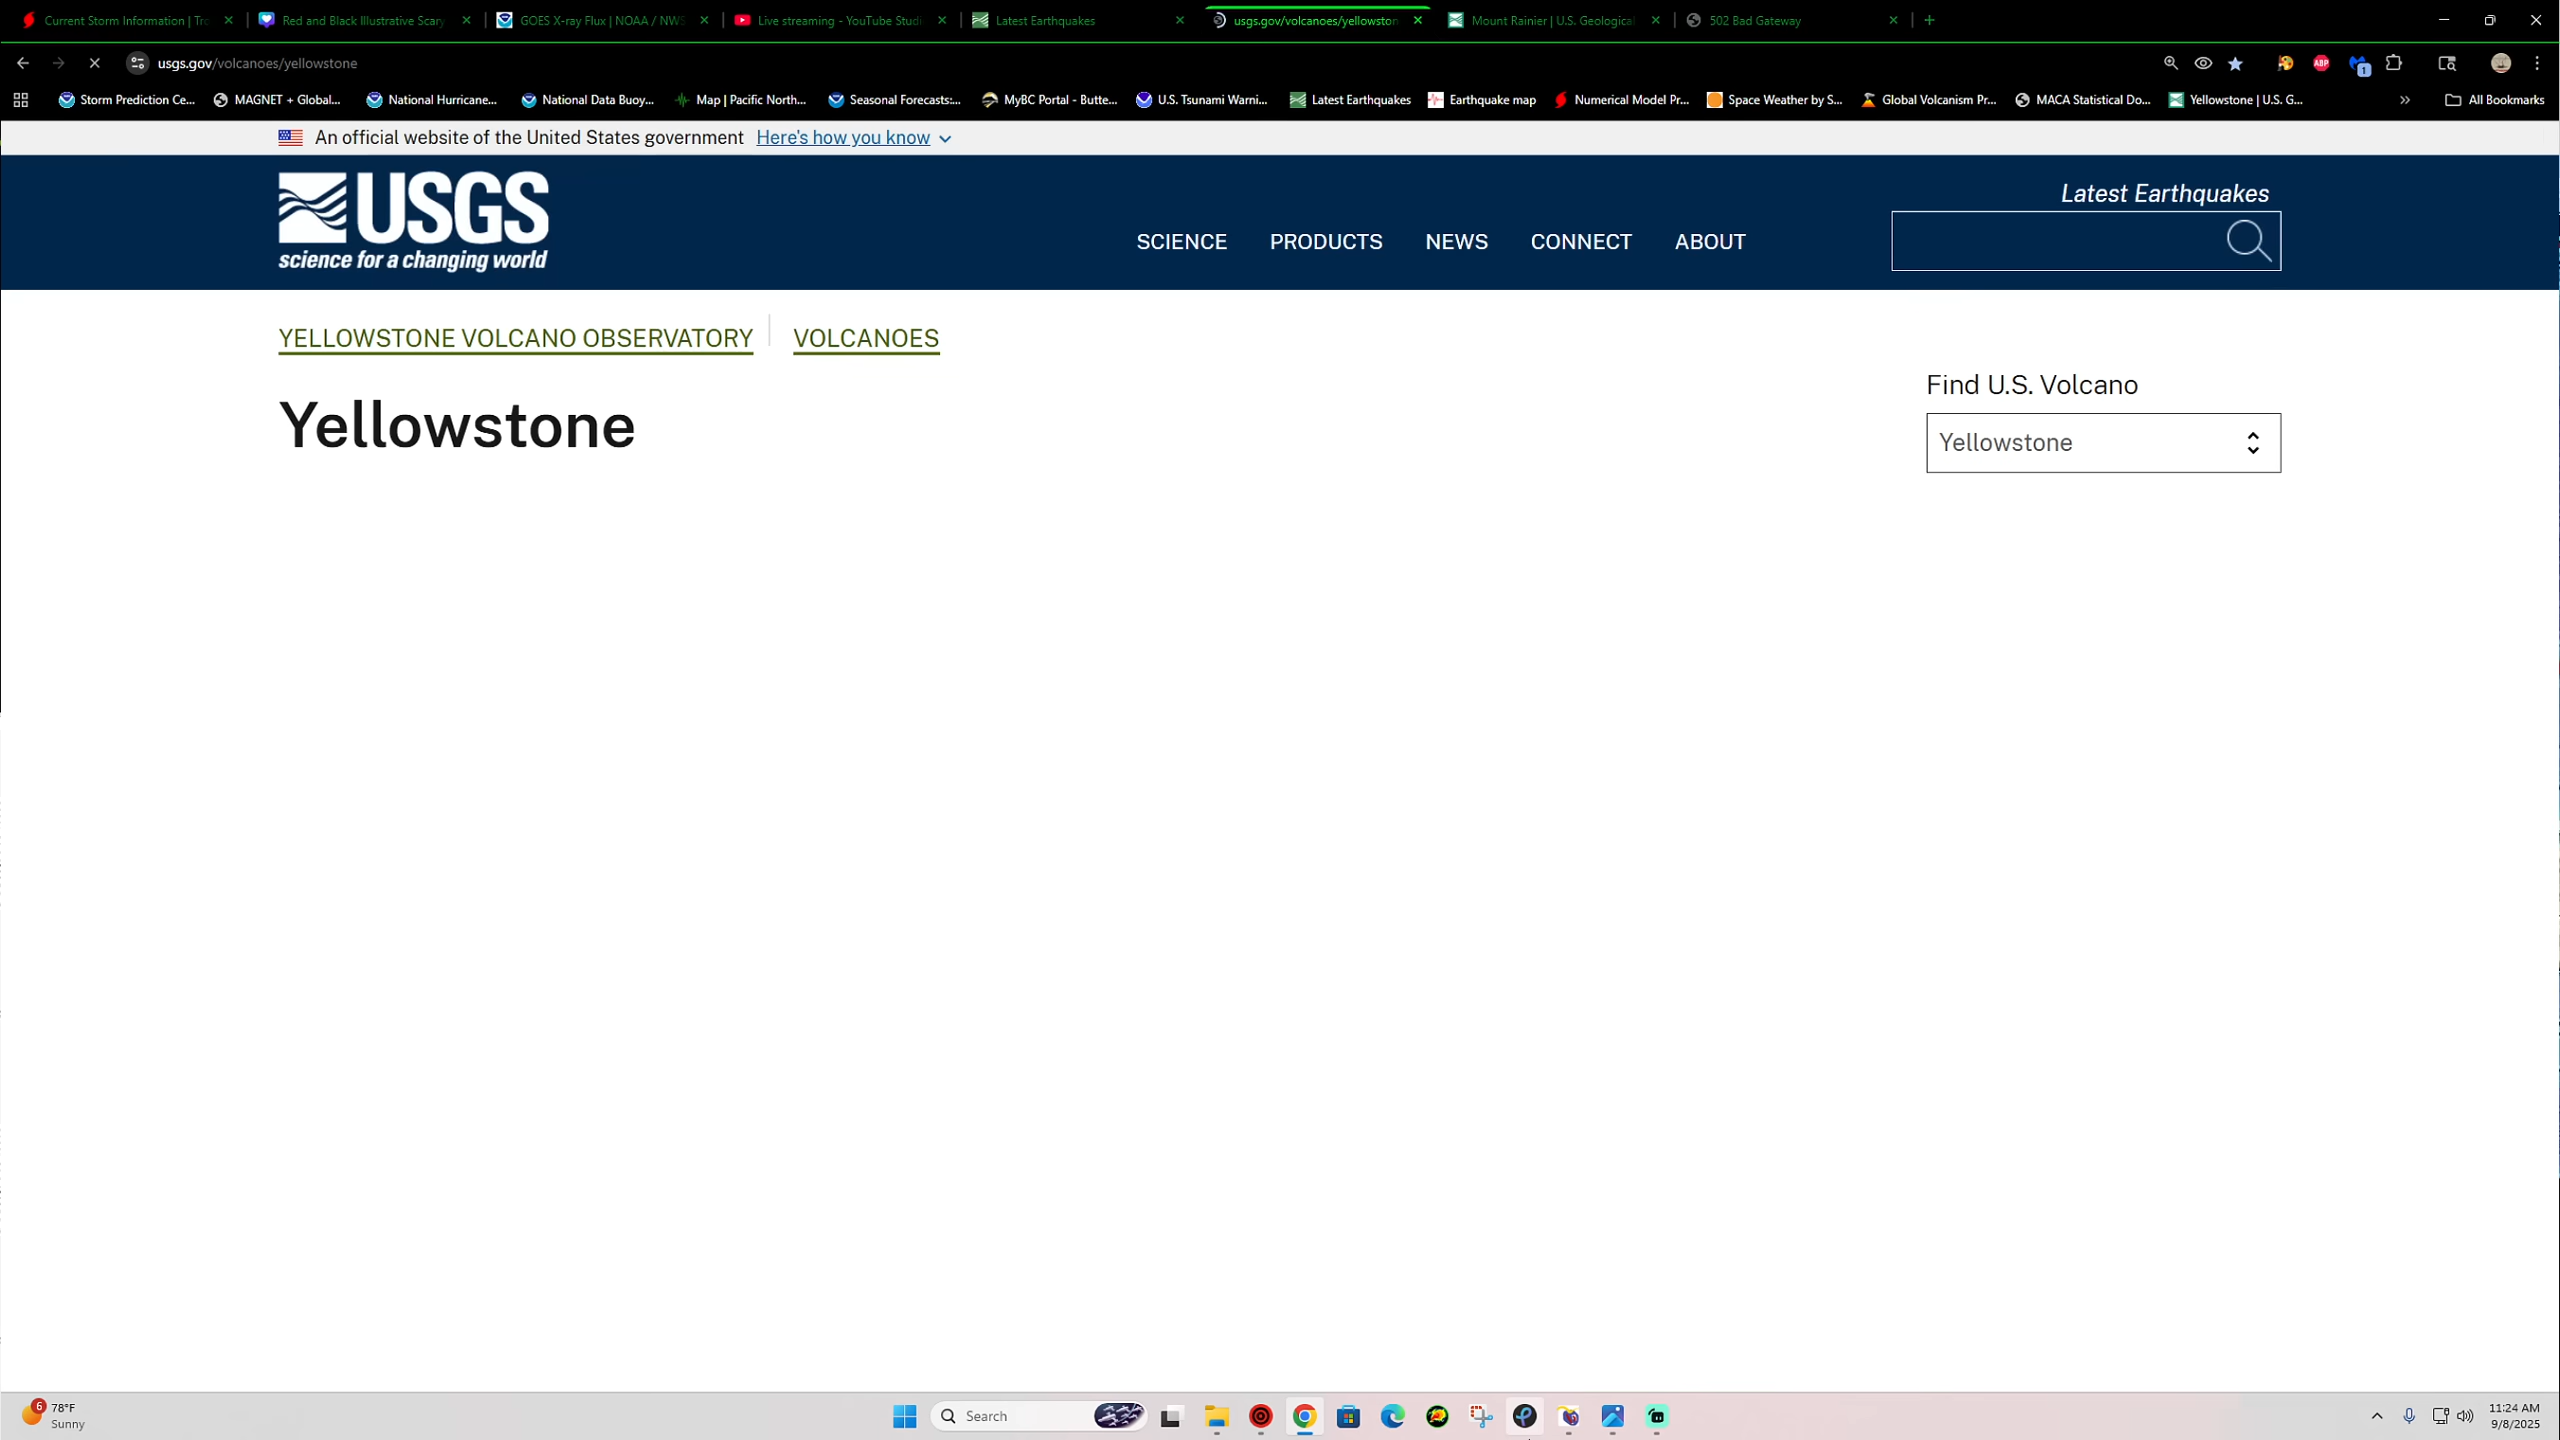 Current Storm Information | Tro
Red and Black Illustrative Scary
GOES X-ray Flux | NOAA / NWS
Live streaming - YouTube Studi
Latest Earthquakes
usgs.gov/volcanoes/yellowston
Mount Rainier | U.S. Geological
502 Bad Gateway
usgs.gov/volcanoes/yellowstone
ABP
1
Storm Prediction Ce...
MAGNET + Global...
National Hurricane...
National Data Buoy...
Map | Pacific North...
Seasonal Forecasts:...
MyBC Portal - Butte...
U.S. Tsunami Warni...
Latest Earthquakes
Earthquake map
Numerical Model Pr...
Space Weather by S...
Global Volcanism Pr...
MACA Statistical Do...
Yellowstone | U.S. G...
All Bookmarks
An official website of the United States government Here's how you know
USGS
science for a changing world
SCIENCE
PRODUCTS
NEWS
CONNECT
ABOUT
Latest Earthquakes
YELLOWSTONE VOLCANO OBSERVATORY
VOLCANOES
Yellowstone
Find U.S. Volcano
Yellowstone
6
78°F
Sunny
Search
11:24 AM
9/8/2025